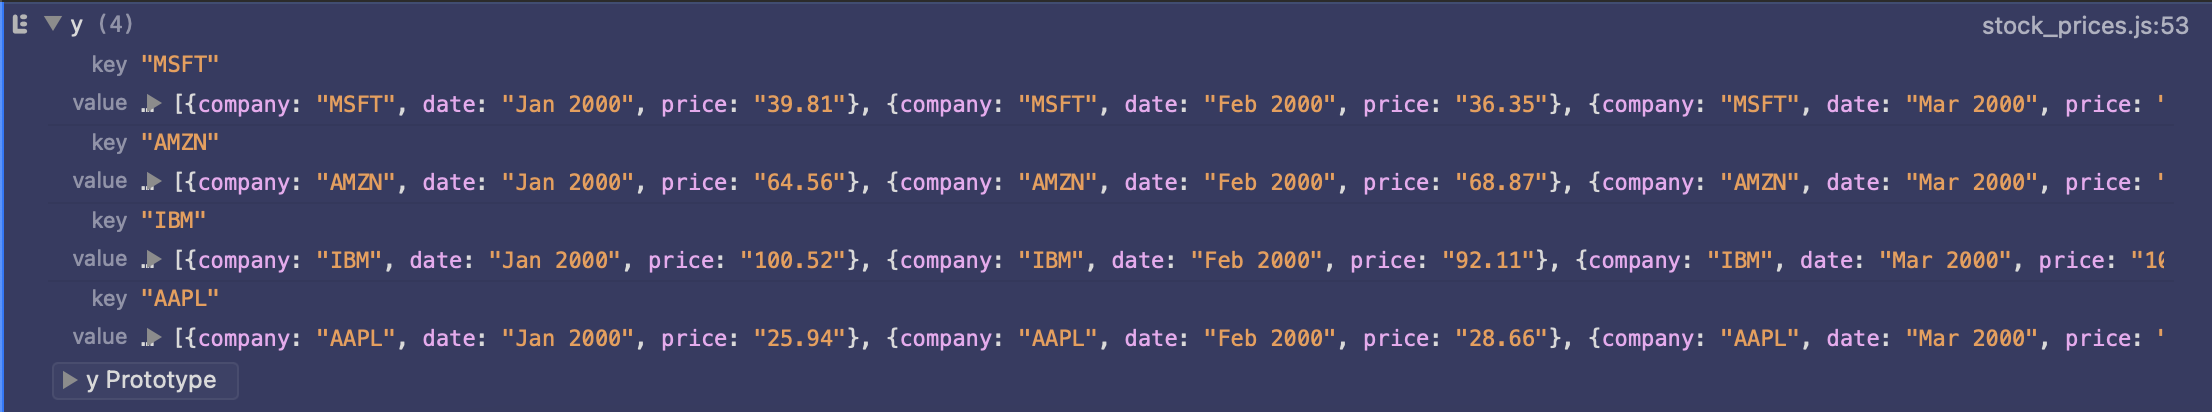 y (4) stock_prices.js:53
key "MSFT"
value … [{company: "MSFT", date: "Jan 2000", price: "39.81"}, {company: "MSFT", date: "Feb 2000", price: "36.35"}, {company: "MSFT", date: "Mar 2000", price: "
key "AMZN"
value … [{company: "AMZN", date: "Jan 2000", price: "64.56"}, {company: "AMZN", date: "Feb 2000", price: "68.87"}, {company: "AMZN", date: "Mar 2000", price: "
key "IBM"
value … [{company: "IBM", date: "Jan 2000", price: "100.52"}, {company: "IBM", date: "Feb 2000", price: "92.11"}, {company: "IBM", date: "Mar 2000", price: "10
key "AAPL"
value … [{company: "AAPL", date: "Jan 2000", price: "25.94"}, {company: "AAPL", date: "Feb 2000", price: "28.66"}, {company: "AAPL", date: "Mar 2000", price: "
y Prototype